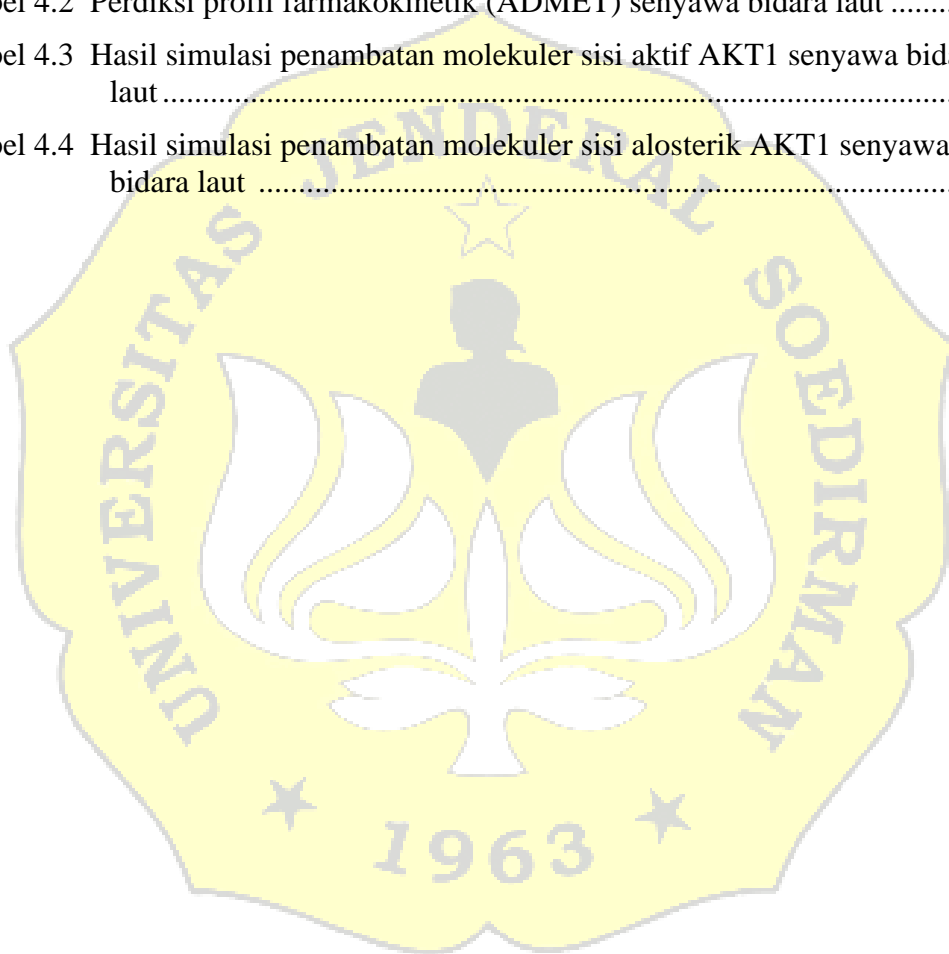 bel 4.2 Perdiksi profil farmakokinetik (ADMET) senyawa bidara laut ........
bel 4.3 Hasil simulasi penambatan molekuler sisi aktif AKT1 senyawa bida
laut ....................................................................................................
bel 4.4 Hasil simulasi penambatan molekuler sisi alosterik AKT1 senyawa
bidara laut ........................................................................................
UNIVERSITAS JENDERAL SOEDIRMAN
1963